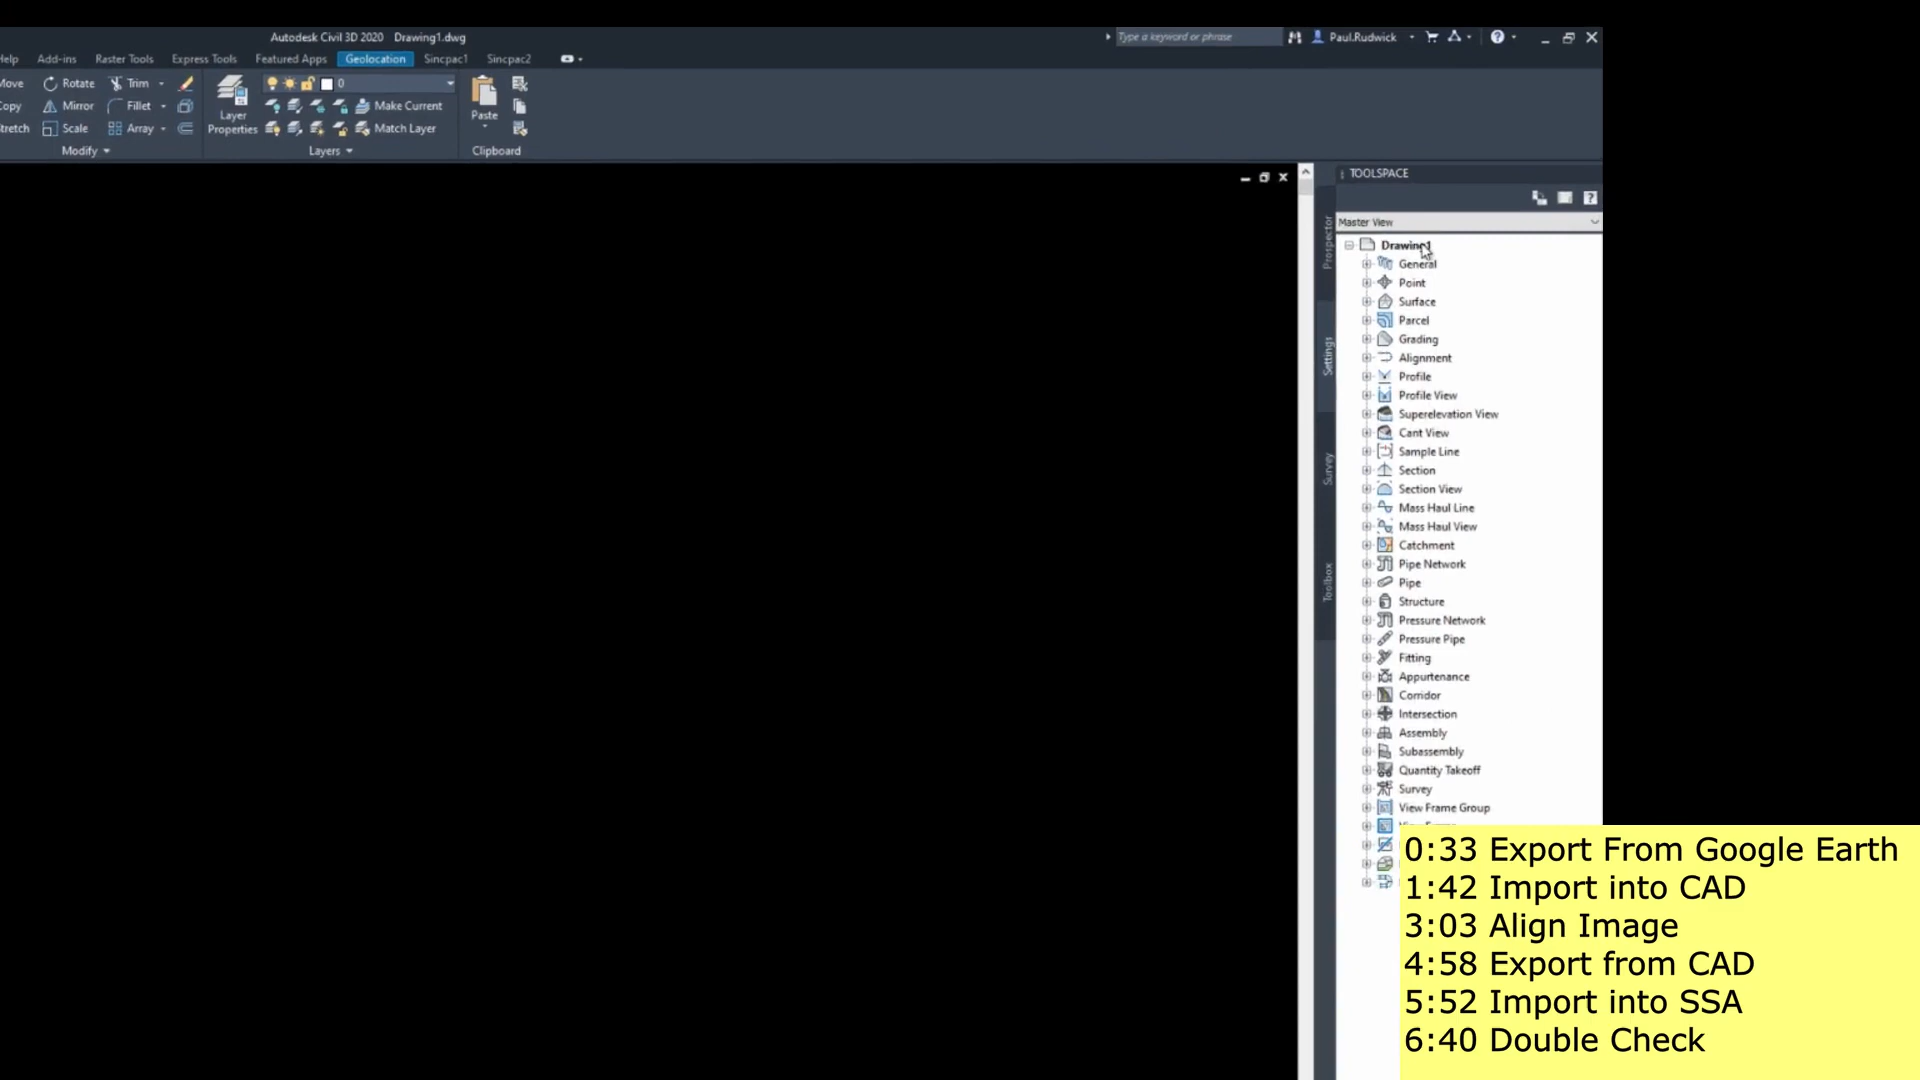 Autodesk Civil 3D 2020 Drawing1.dwg
Type a keyword or phrase
Paul.Rudwick
Help Add-ins Raster Tools Express Tools Featured Apps Geolocation Sincpac1 Sincpac2
Move Rotate Trim
0
Copy Mirror Fillet
Make Current
Stretch Scale Array
Match Layer
Layer
Properties
Paste
Modify
Layers
Clipboard
TOOLSPACE
Master View
Prospector
Settings
Survey
Toolbox
Drawing1
General
Point
Surface
Parcel
Grading
Alignment
Profile
Profile View
Superelevation View
Cant View
Sample Line
Section
Section View
Mass Haul Line
Mass Haul View
Catchment
Pipe Network
Pipe
Structure
Pressure Network
Pressure Pipe
Fitting
Appurtenance
Corridor
Intersection
Assembly
Subassembly
Quantity Takeoff
Survey
View Frame Group
0:33 Export From Google Earth
1:42 Import into CAD
3:03 Align Image
4:58 Export from CAD
5:52 Import into SSA
6:40 Double Check